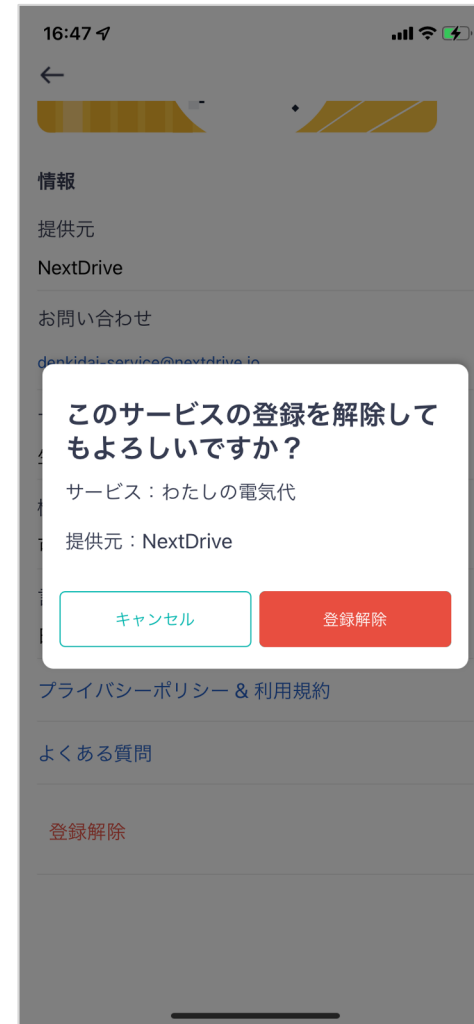 16:47
情報
提供元
NextDrive
お問い合わせ
denkidai-service@nextdrive.io
このサービスの登録を解除して
もよろしいですか？
サービス：わたしの電気代
提供元：NextDrive
キャンセル
登録解除
プライバシーポリシー & 利用規約
よくある質問
登録解除